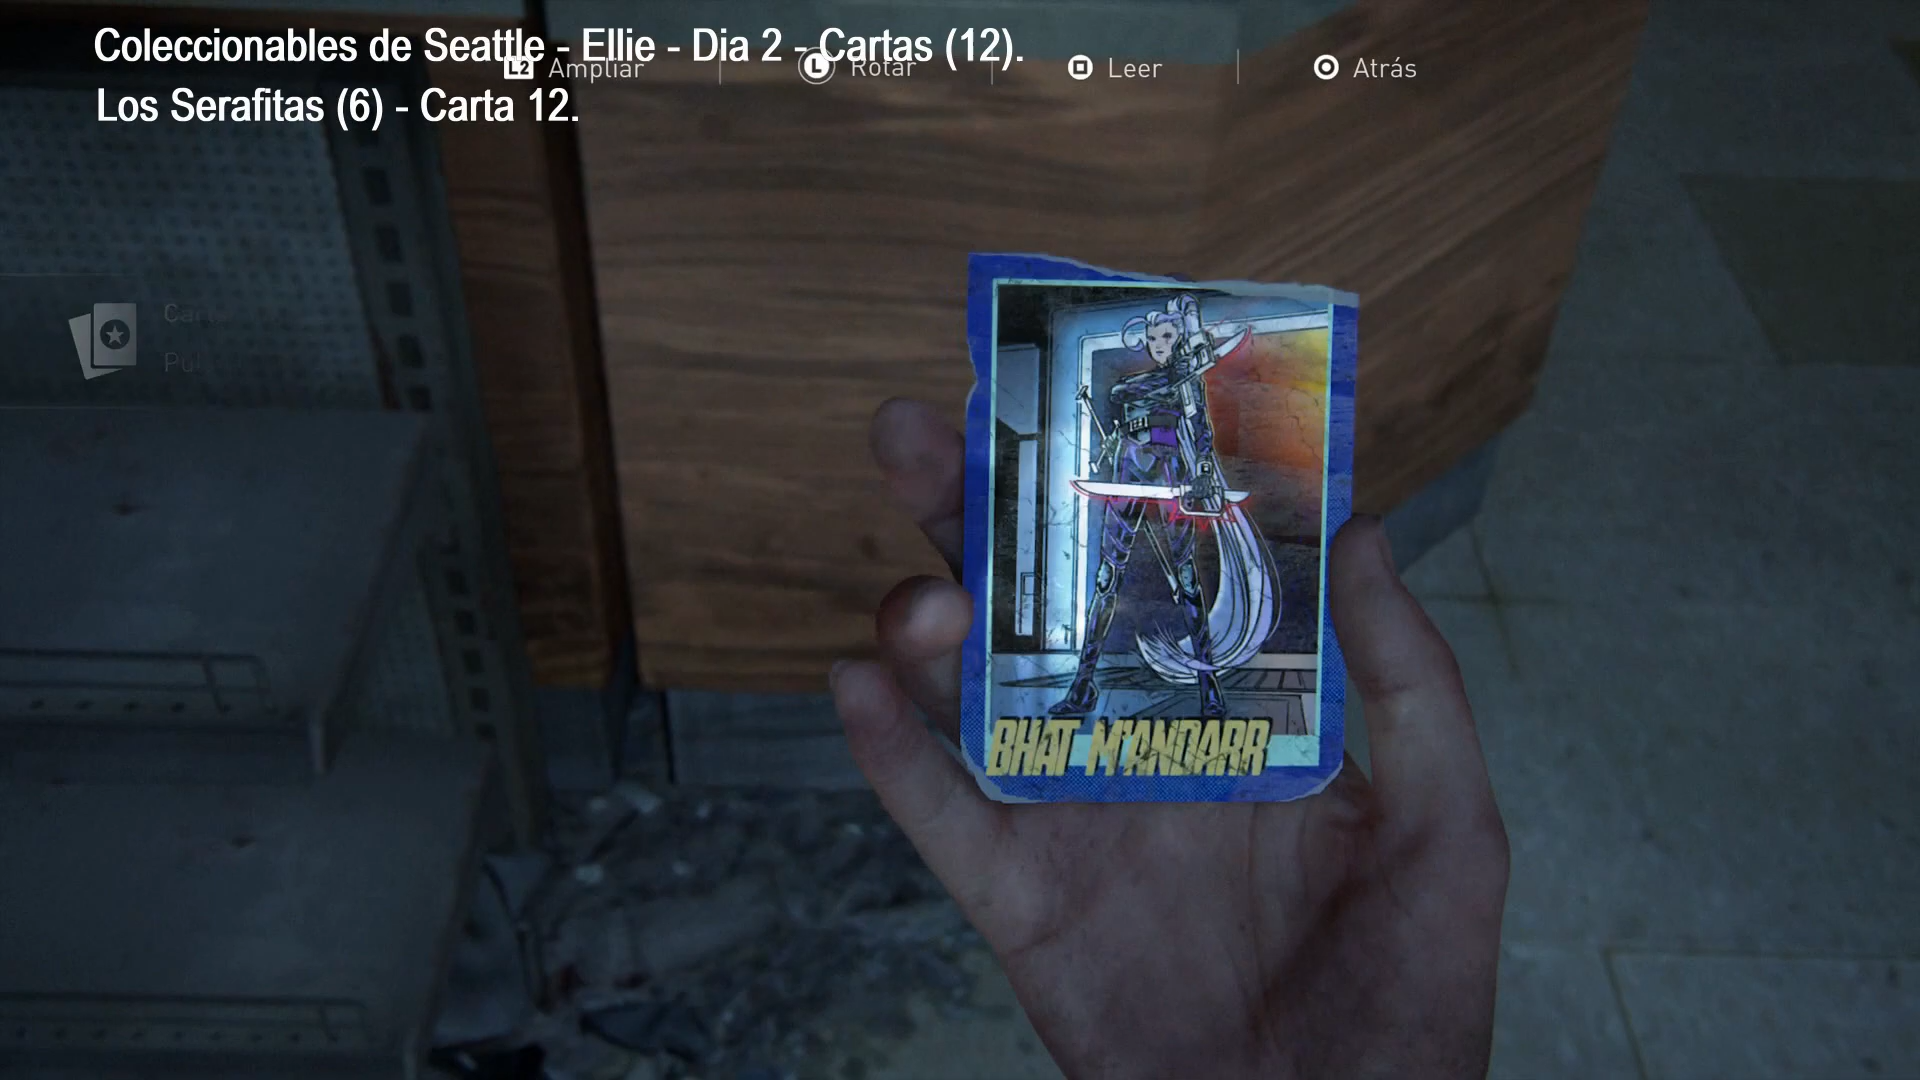 Coleccionables de Seattle - Ellie - Dia 2 - Cartas (12).
L2 Ampliar L Rotar Leer Atrás
Los Serafitas (6) - Carta 12.
BHAT M'ANDARR